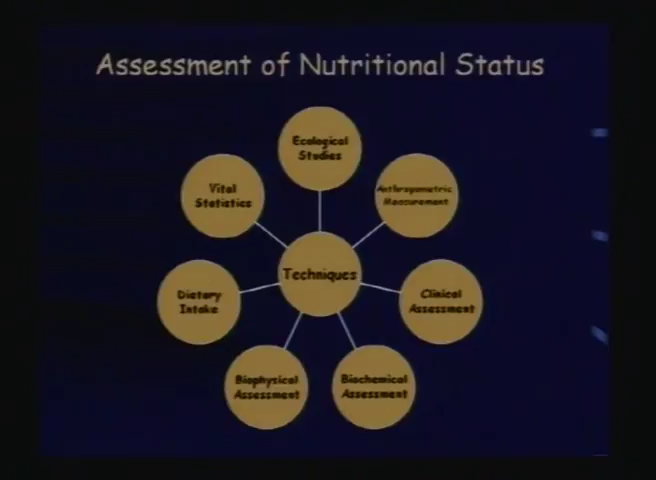 Assessment of Nutritional Status
Ecological
Studies
Anthropometric
Measurement
Clinical
Assessment
Biochemical
Assessment
Biophysical
Assessment
Dietary
Intake
Vital
Statistics
Techniques